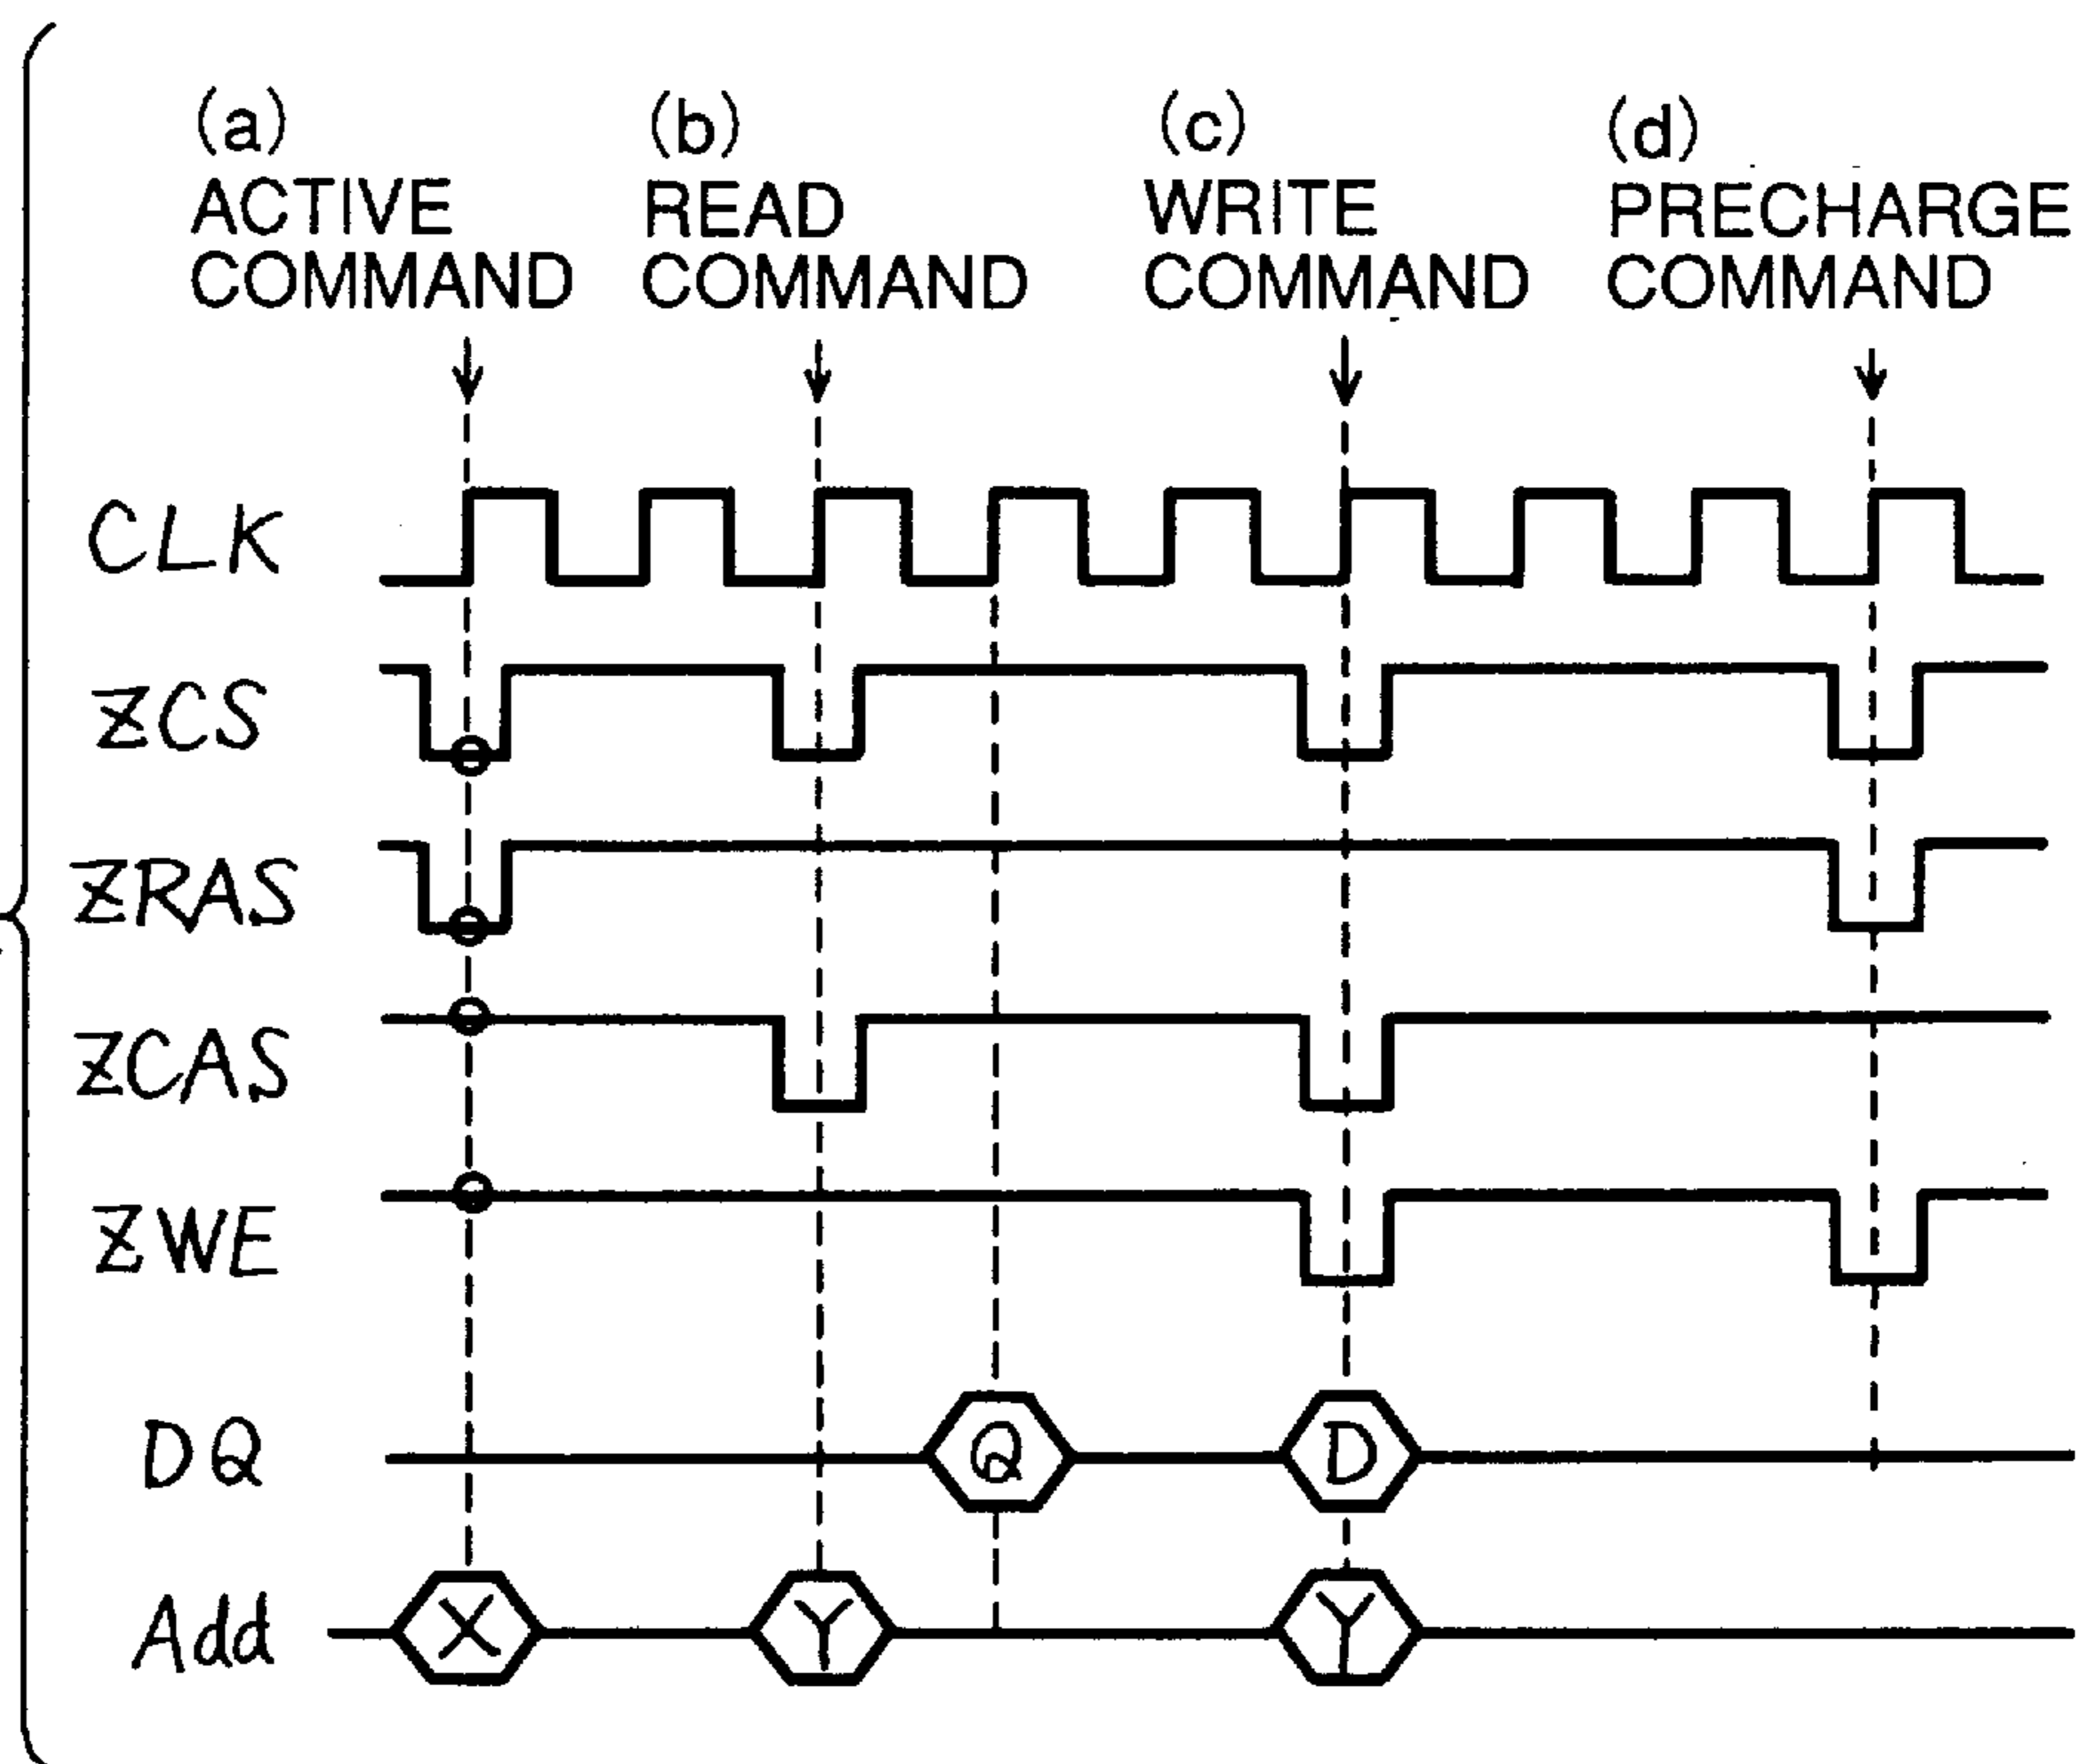 (a)
ACTIVE
COMMAND
(b)
READ
COMMAND
(c)
WRITE
COMMAND
(d)
PRECHARGE
COMMAND
CLK
ZCS
ZRAS
ZCAS
ZWE
DQ
Q
D
Add
X
Y
Y